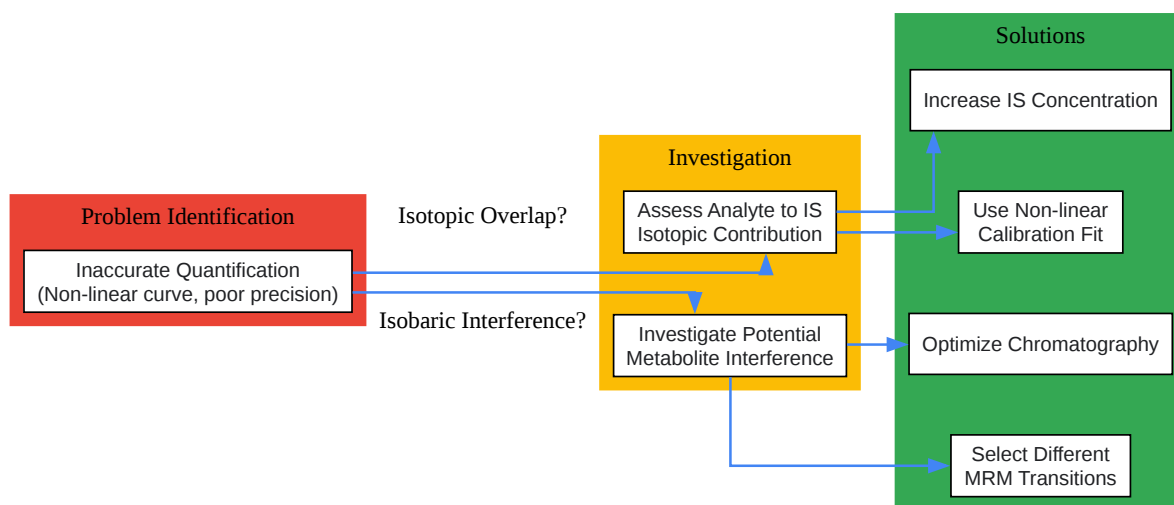 Problem Identification
Inaccurate Quantification
(Non-linear curve, poor precision)
Isotopic Overlap?
Isobaric Interference?
Investigation
Assess Analyte to IS
Isotopic Contribution
Investigate Potential
Metabolite Interference
Solutions
Increase IS Concentration
Use Non-linear
Calibration Fit
Optimize Chromatography
Select Different
MRM Transitions